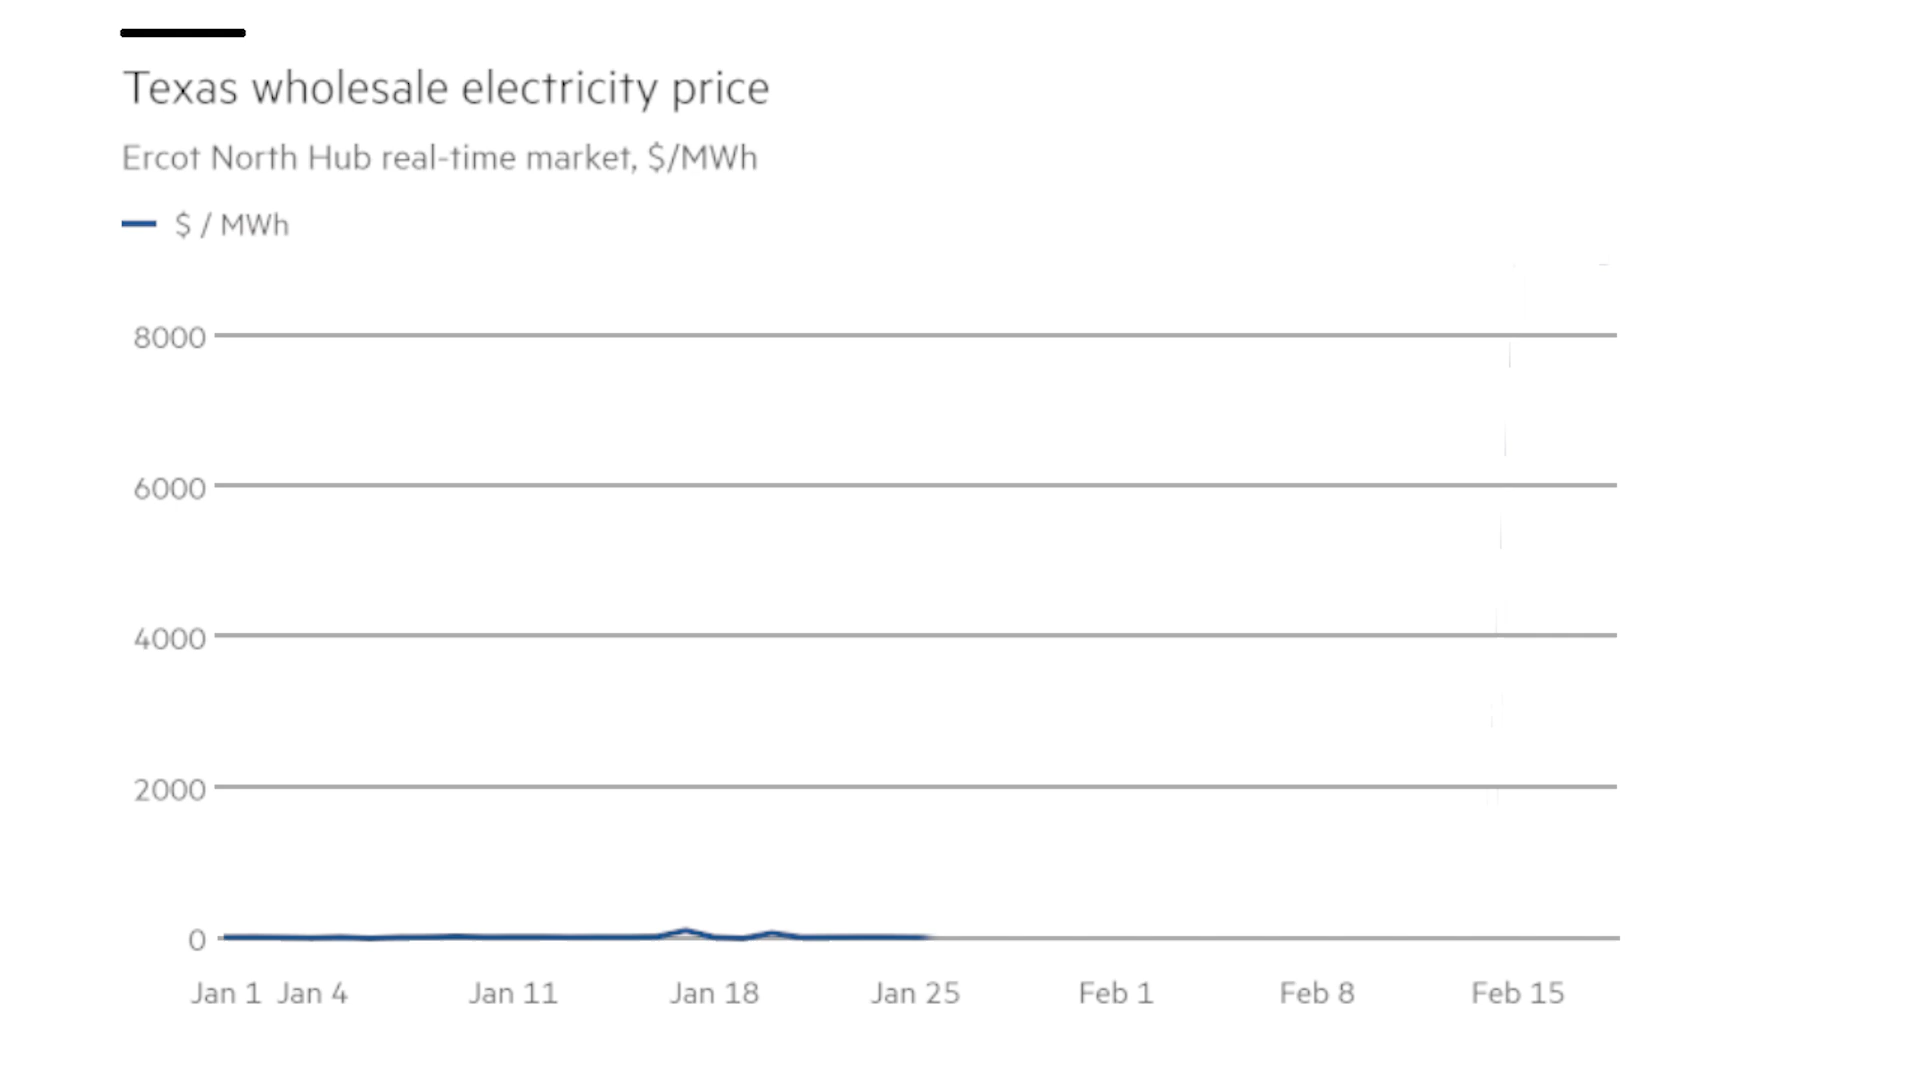 Texas wholesale electricity price
Ercot North Hub real-time market, $/MWh
$ / MWh
8000
6000
4000
2000
0
Jan 1 Jan 4 Jan 11 Jan 18 Jan 25 Feb 1 Feb 8 Feb 15